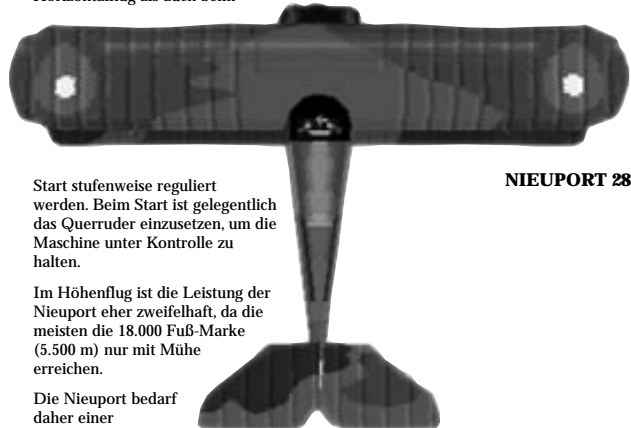 Start stufenweise reguliert
werden. Beim Start ist gelegentlich
das Querruder einzusetzen, um die
Maschine unter Kontrolle zu
halten.
Im Höhenflug ist die Leistung der
Nieuport eher zweifelhaft, da die
meisten die 18.000 Fuß-Marke
(5.500 m) nur mit Mühe
erreichen.
Die Nieuport bedarf
daher einer
NIEUPORT 28